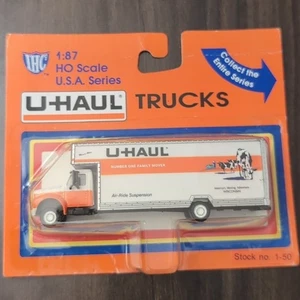 IHC
1:87
HO Scale
U.S.A. Series
Collect the
Entire Series
U-HAUL TRUCKS
U-HAUL
Air-Ride Suspension
WISCONSIN
Stock no. 1-50